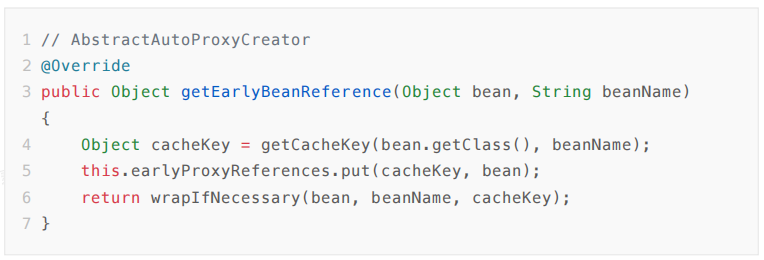 1 // AbstractAutoProxyCreator
2 @Override
3 public Object getEarlyBeanReference(Object bean, String beanName)
{
4     Object cacheKey = getCacheKey(bean.getClass(), beanName);
5     this.earlyProxyReferences.put(cacheKey, bean);
6     return wrapIfNecessary(bean, beanName, cacheKey);
7 }